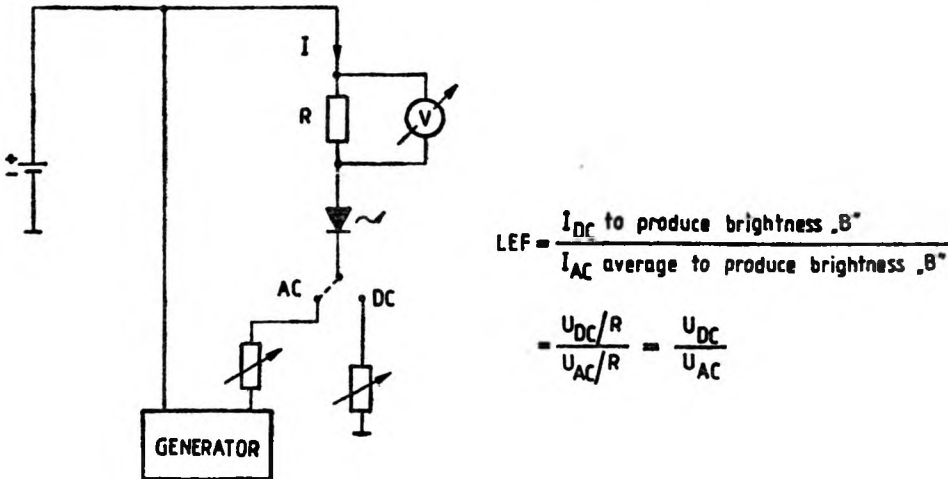 I
R
V
+
-
AC
DC
GENERATOR
LEF = I_DC to produce brightness „B"
I_AC average to produce brightness „B"
= U_DC/R = U_DC
U_AC/R U_AC